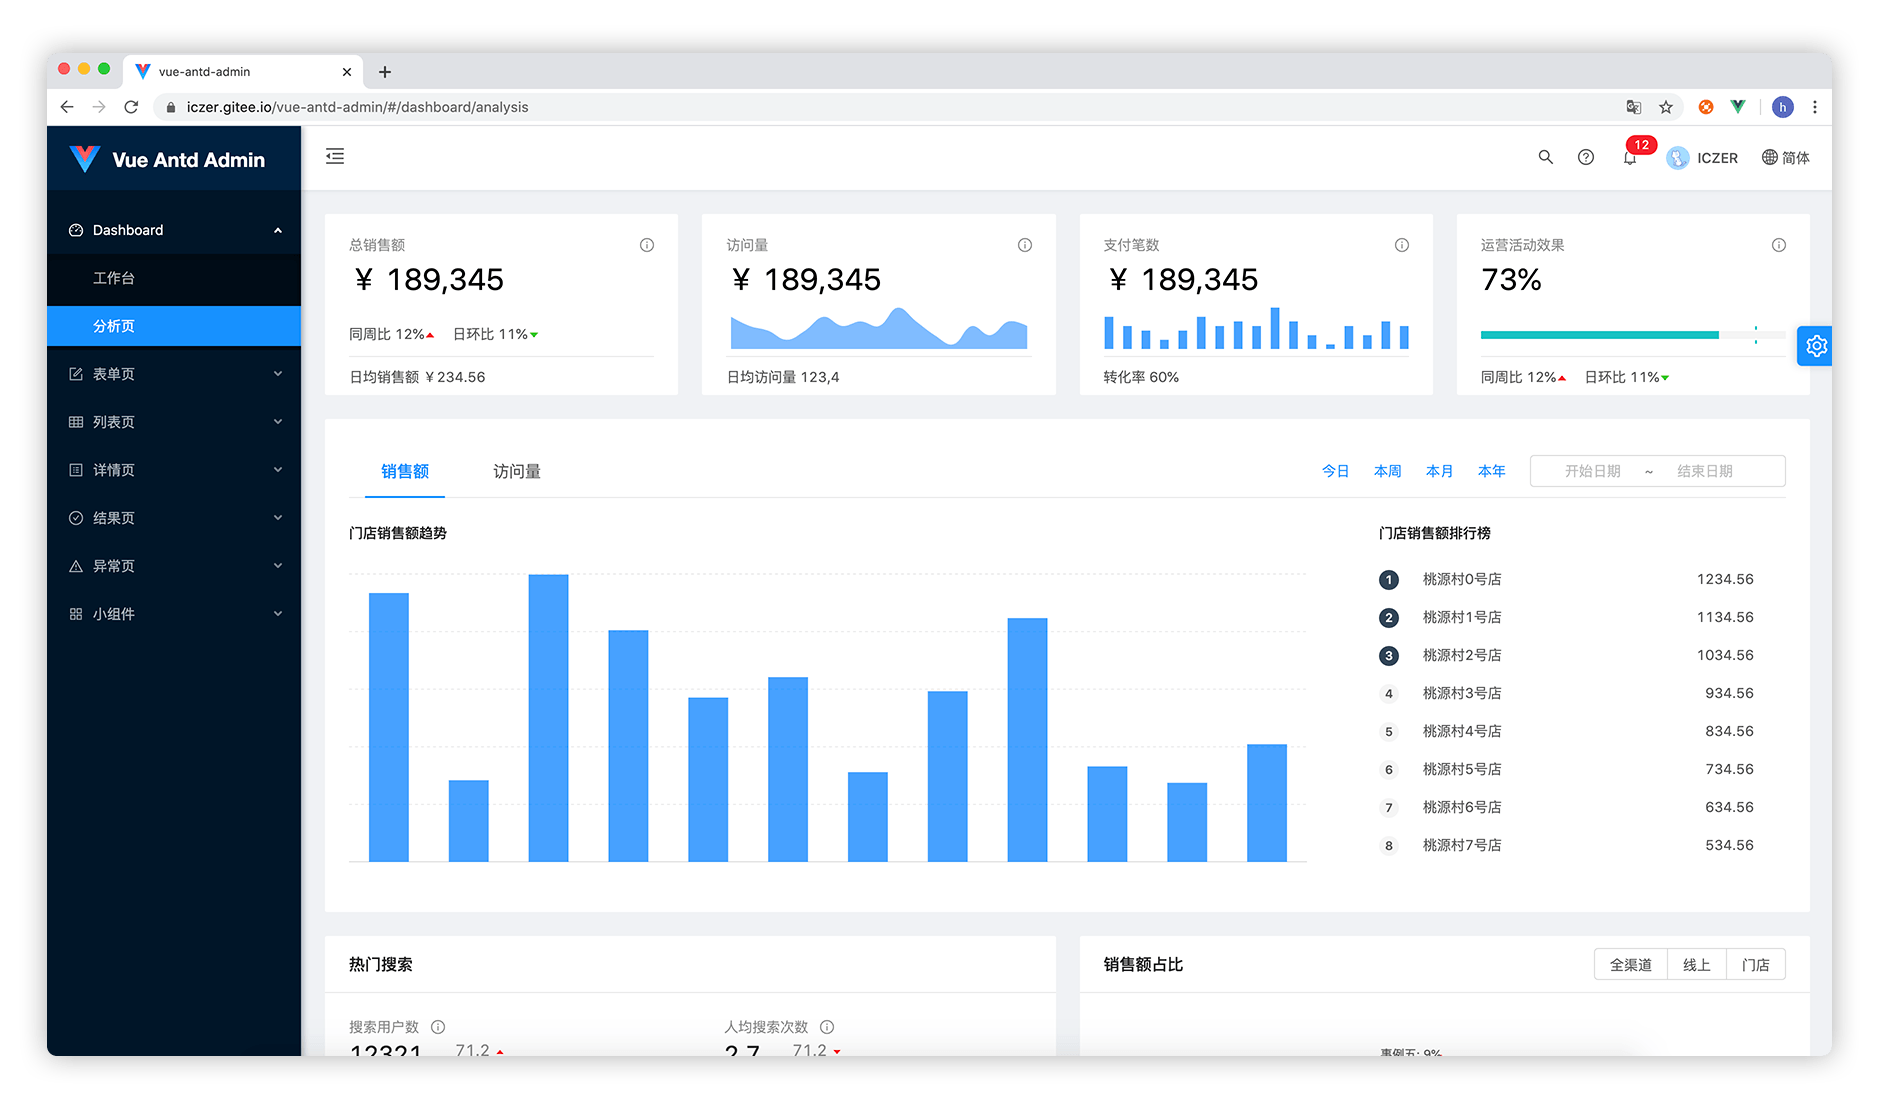 vue-antd-admin
iczer.gitee.io/vue-antd-admin/#/dashboard/analysis
h
Vue Antd Admin
12
ICZER
简体
Dashboard
工作台
分析页
表单页
列表页
详情页
结果页
异常页
小组件
总销售额
¥ 189,345
同周比 12% 日环比 11%
日均销售额 ¥ 234.56
访问量
¥ 189,345
日均访问量 123,4
支付笔数
¥ 189,345
转化率 60%
运营活动效果
73%
同周比 12% 日环比 11%
销售额 访问量
今日 本周 本月 本年 开始日期 ~ 结束日期
门店销售额趋势
门店销售额排行榜
1 桃源村0号店 1234.56
2 桃源村1号店 1134.56
3 桃源村2号店 1034.56
4 桃源村3号店 934.56
5 桃源村4号店 834.56
6 桃源村5号店 734.56
7 桃源村6号店 634.56
8 桃源村7号店 534.56
热门搜索
搜索用户数
12321 71.2
人均搜索次数
2.7 71.2
销售额占比
全渠道 线上 门店
事例五: 9%